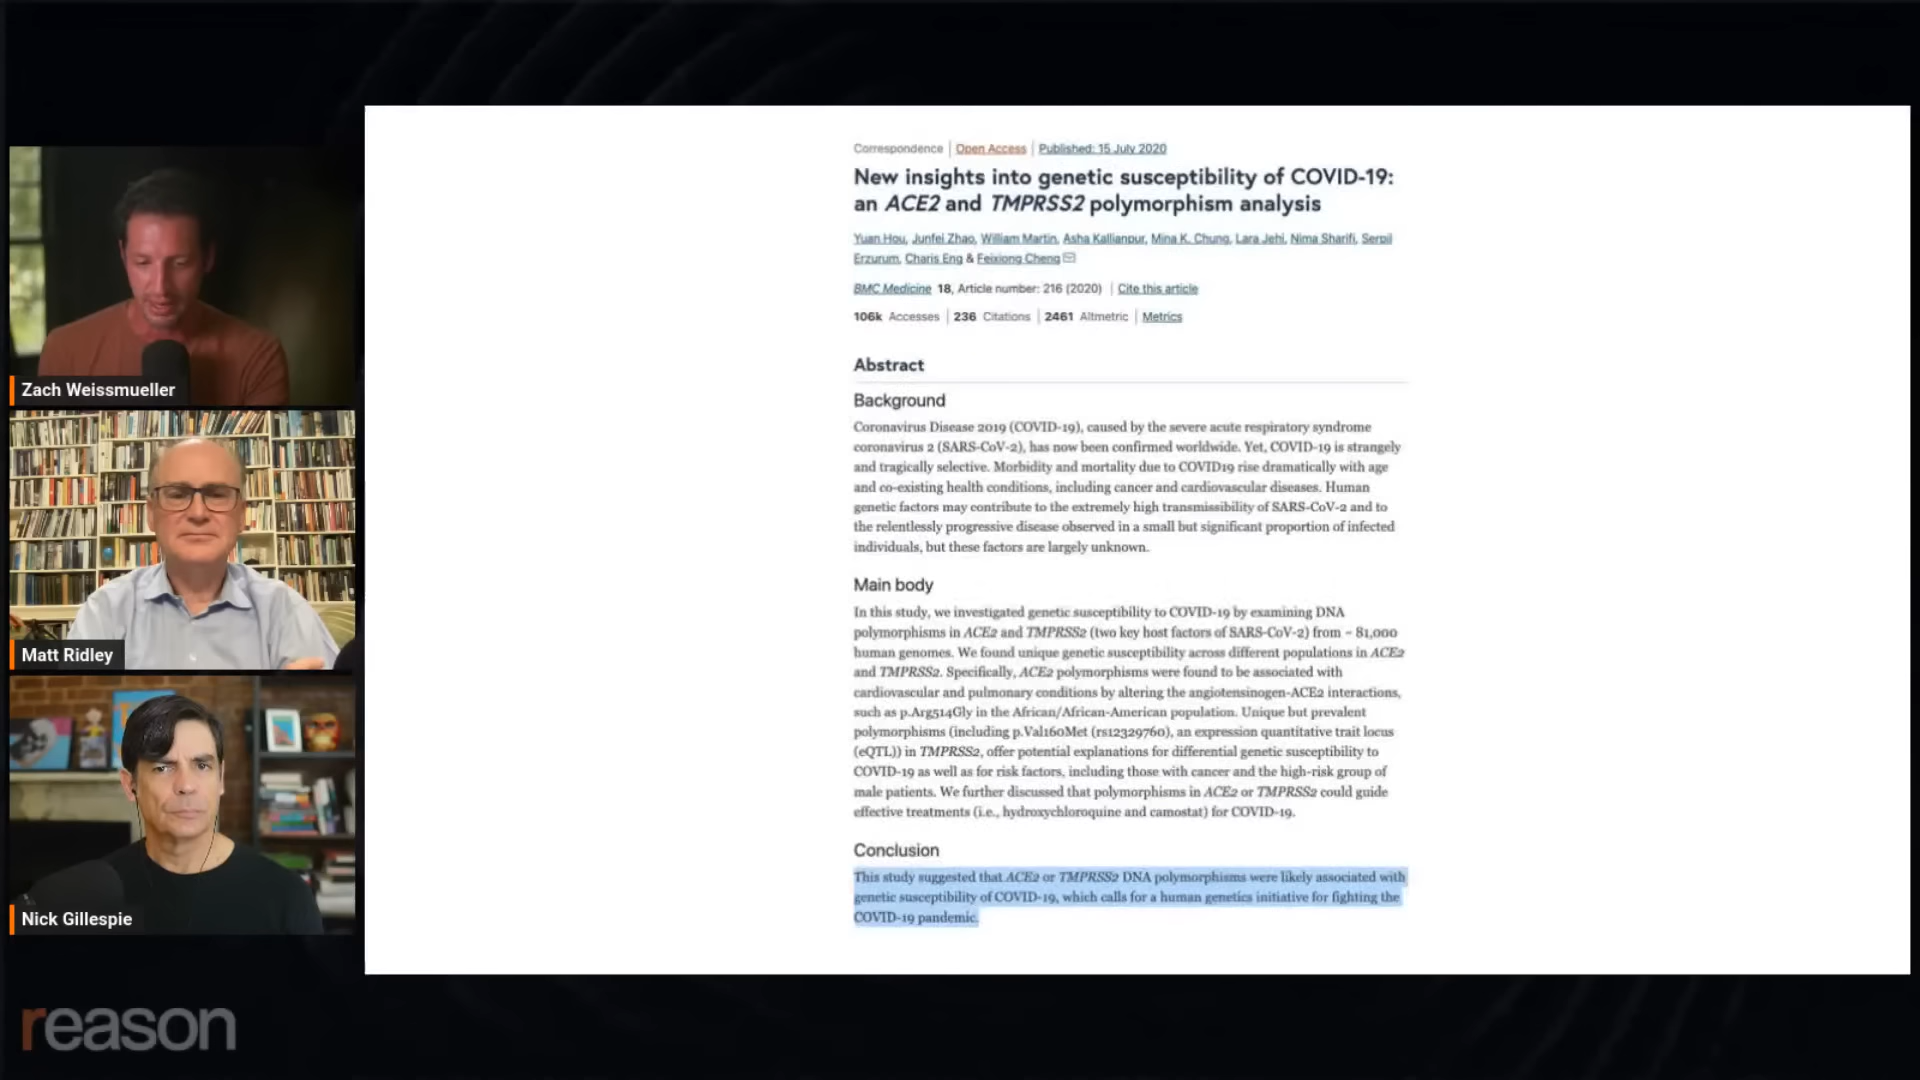 Correspondence | Open Access | Published: 15 July 2020
New insights into genetic susceptibility of COVID-19:
an ACE2 and TMPRSS2 polymorphism analysis
Yuan Hou, Junfei Zhao, William Martin, Asha Kallianpur, Mina K. Chung, Lara Jehi, Nima Sharifi, Serpil
Erzurum, Charis Eng & Feixiong Cheng
BMC Medicine 18, Article number: 216 (2020) | Cite this article
106k Accesses | 236 Citations | 2461 Altmetric | Metrics
Abstract
Background
Coronavirus Disease 2019 (COVID-19), caused by the severe acute respiratory syndrome
coronavirus 2 (SARS-CoV-2), has now been confirmed worldwide. Yet, COVID-19 is strangely
and tragically selective. Morbidity and mortality due to COVID19 rise dramatically with age
and co-existing health conditions, including cancer and cardiovascular diseases. Human
genetic factors may contribute to the extremely high transmissibility of SARS-CoV-2 and to
the relentlessly progressive disease observed in a small but significant proportion of infected
individuals, but these factors are largely unknown.
Main body
In this study, we investigated genetic susceptibility to COVID-19 by examining DNA
polymorphisms in ACE2 and TMPRSS2 (two key host factors of SARS-CoV-2) from ~ 81,000
human genomes. We found unique genetic susceptibility across different populations in ACE2
and TMPRSS2. Specifically, ACE2 polymorphisms were found to be associated with
cardiovascular and pulmonary conditions by altering the angiotensinogen-ACE2 interactions,
such as p.Arg514Gly in the African/African-American population. Unique but prevalent
polymorphisms (including p.Val160Met (rs12329760), an expression quantitative trait locus
(eQTL)) in TMPRSS2, offer potential explanations for differential genetic susceptibility to
COVID-19 as well as for risk factors, including those with cancer and the high-risk group of
male patients. We further discussed that polymorphisms in ACE2 or TMPRSS2 could guide
effective treatments (i.e., hydroxychloroquine and camostat) for COVID-19.
Conclusion
This study suggested that ACE2 or TMPRSS2 DNA polymorphisms were likely associated with
genetic susceptibility of COVID-19, which calls for a human genetics initiative for fighting the
COVID-19 pandemic.
Zach Weissmueller
Matt Ridley
Nick Gillespie
reason